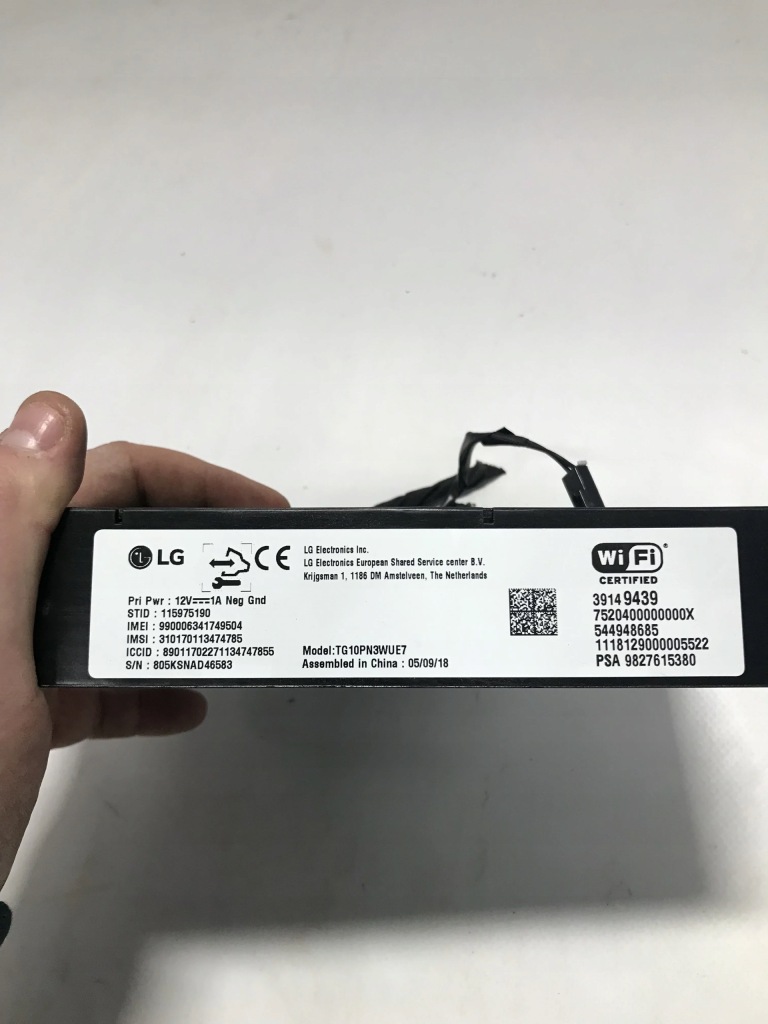 LG
CE
LG Electronics Inc.
LG Electronics European Shared Service center B.V.
Krijgsman 1, 1186 DM Amstelveen, The Netherlands
Pri Pwr : 12V⎓1A Neg Gnd
STID : 115975190
IMEI : 990006341749504
IMSI : 310170113474785
ICCID : 89011702271134747855
S/N : 805KSNAD46583
Model:TG10PN3WUE7
Assembled in China : 05/09/18
Wi Fi®
CERTIFIED
3914 9439
7520400000000X
544948685
1118129000005522
PSA 9827615380